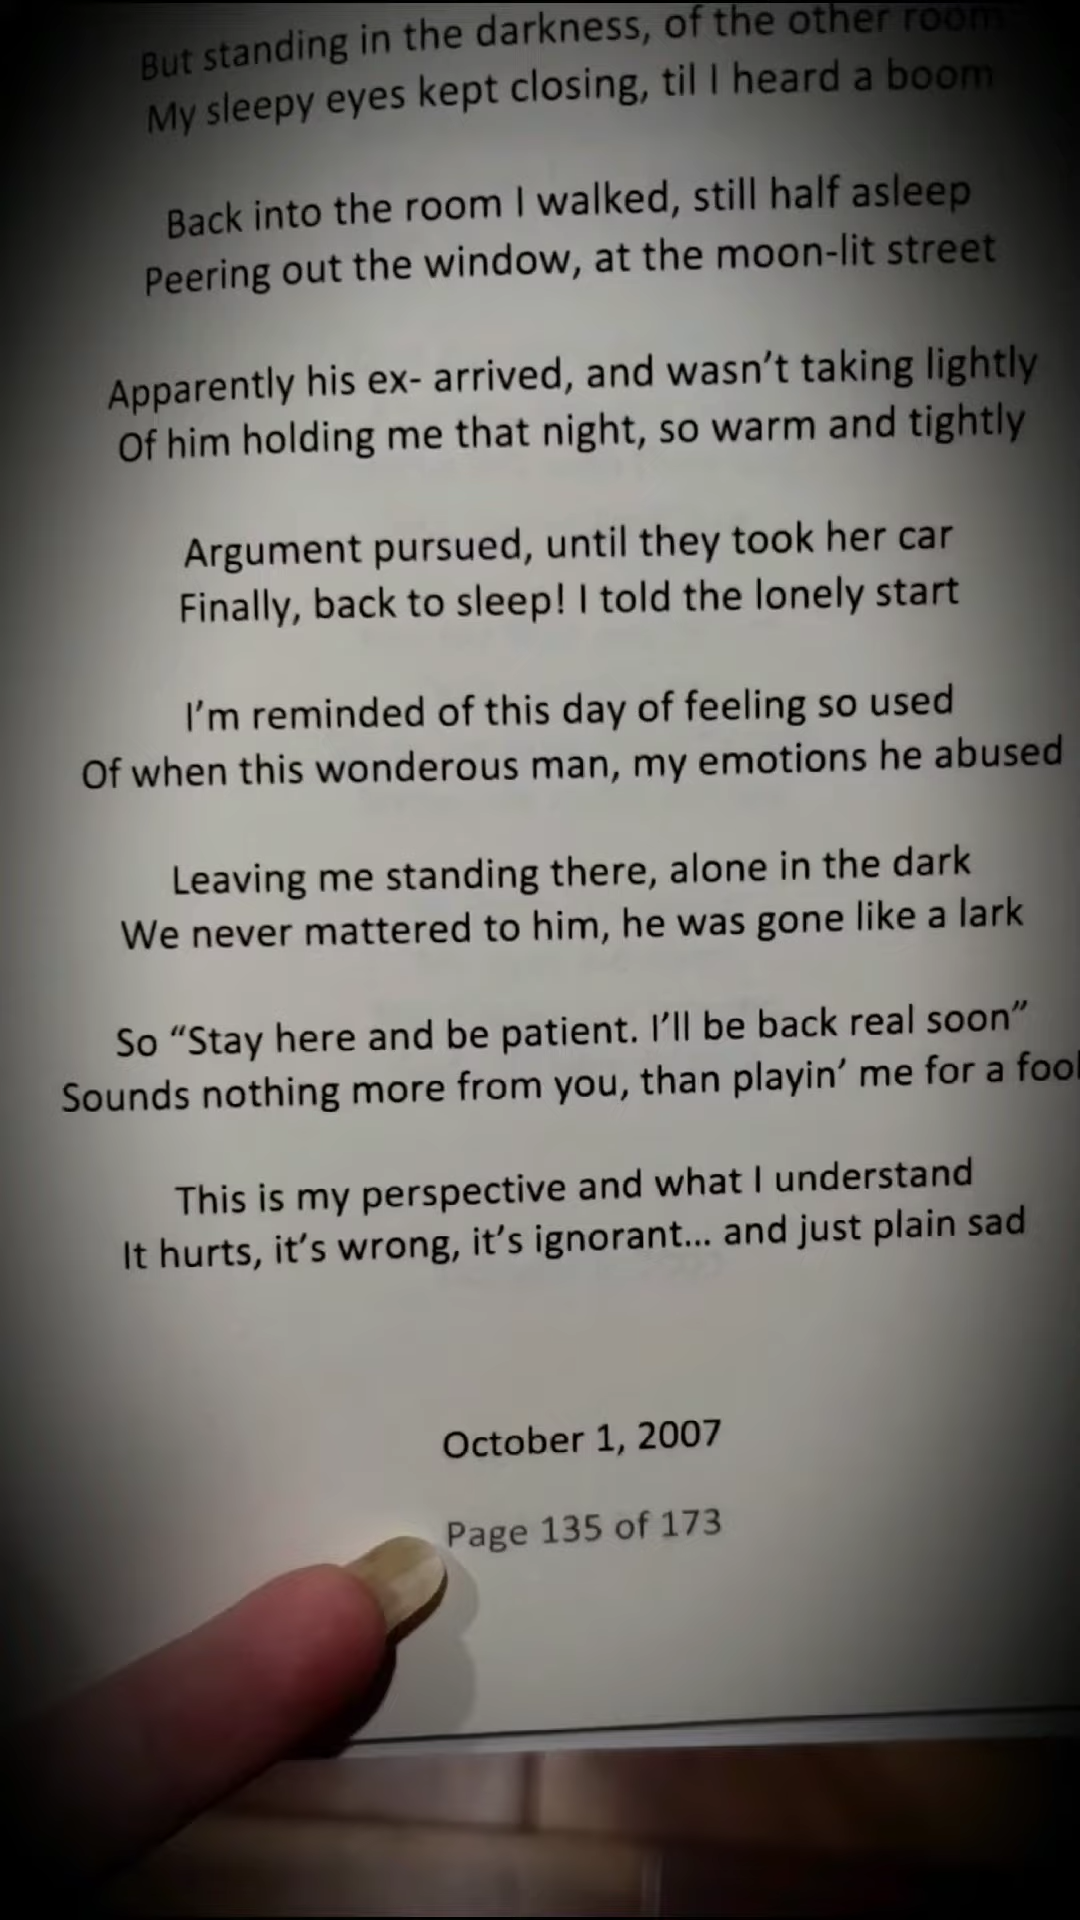 But standing in the darkness, of the other room
My sleepy eyes kept closing, til I heard a boom
Back into the room I walked, still half asleep
Peering out the window, at the moon-lit street
Apparently his ex- arrived, and wasn’t taking lightly
Of him holding me that night, so warm and tightly
Argument pursued, until they took her car
Finally, back to sleep! I told the lonely start
I’m reminded of this day of feeling so used
Of when this wonderous man, my emotions he abused
Leaving me standing there, alone in the dark
We never mattered to him, he was gone like a lark
So “Stay here and be patient. I’ll be back real soon”
Sounds nothing more from you, than playin’ me for a fool
This is my perspective and what I understand
It hurts, it’s wrong, it’s ignorant... and just plain sad
October 1, 2007
Page 135 of 173